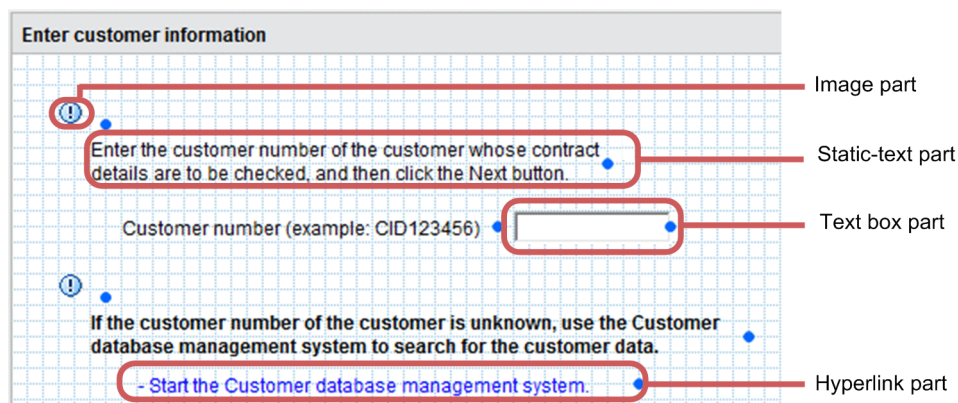 Enter customer information
Image part
Enter the customer number of the customer whose contract
details are to be checked, and then click the Next button.
Static-text part
Customer number (example: CID123456)
Text box part
If the customer number of the customer is unknown, use the Customer
database management system to search for the customer data.
- Start the Customer database management system.
Hyperlink part